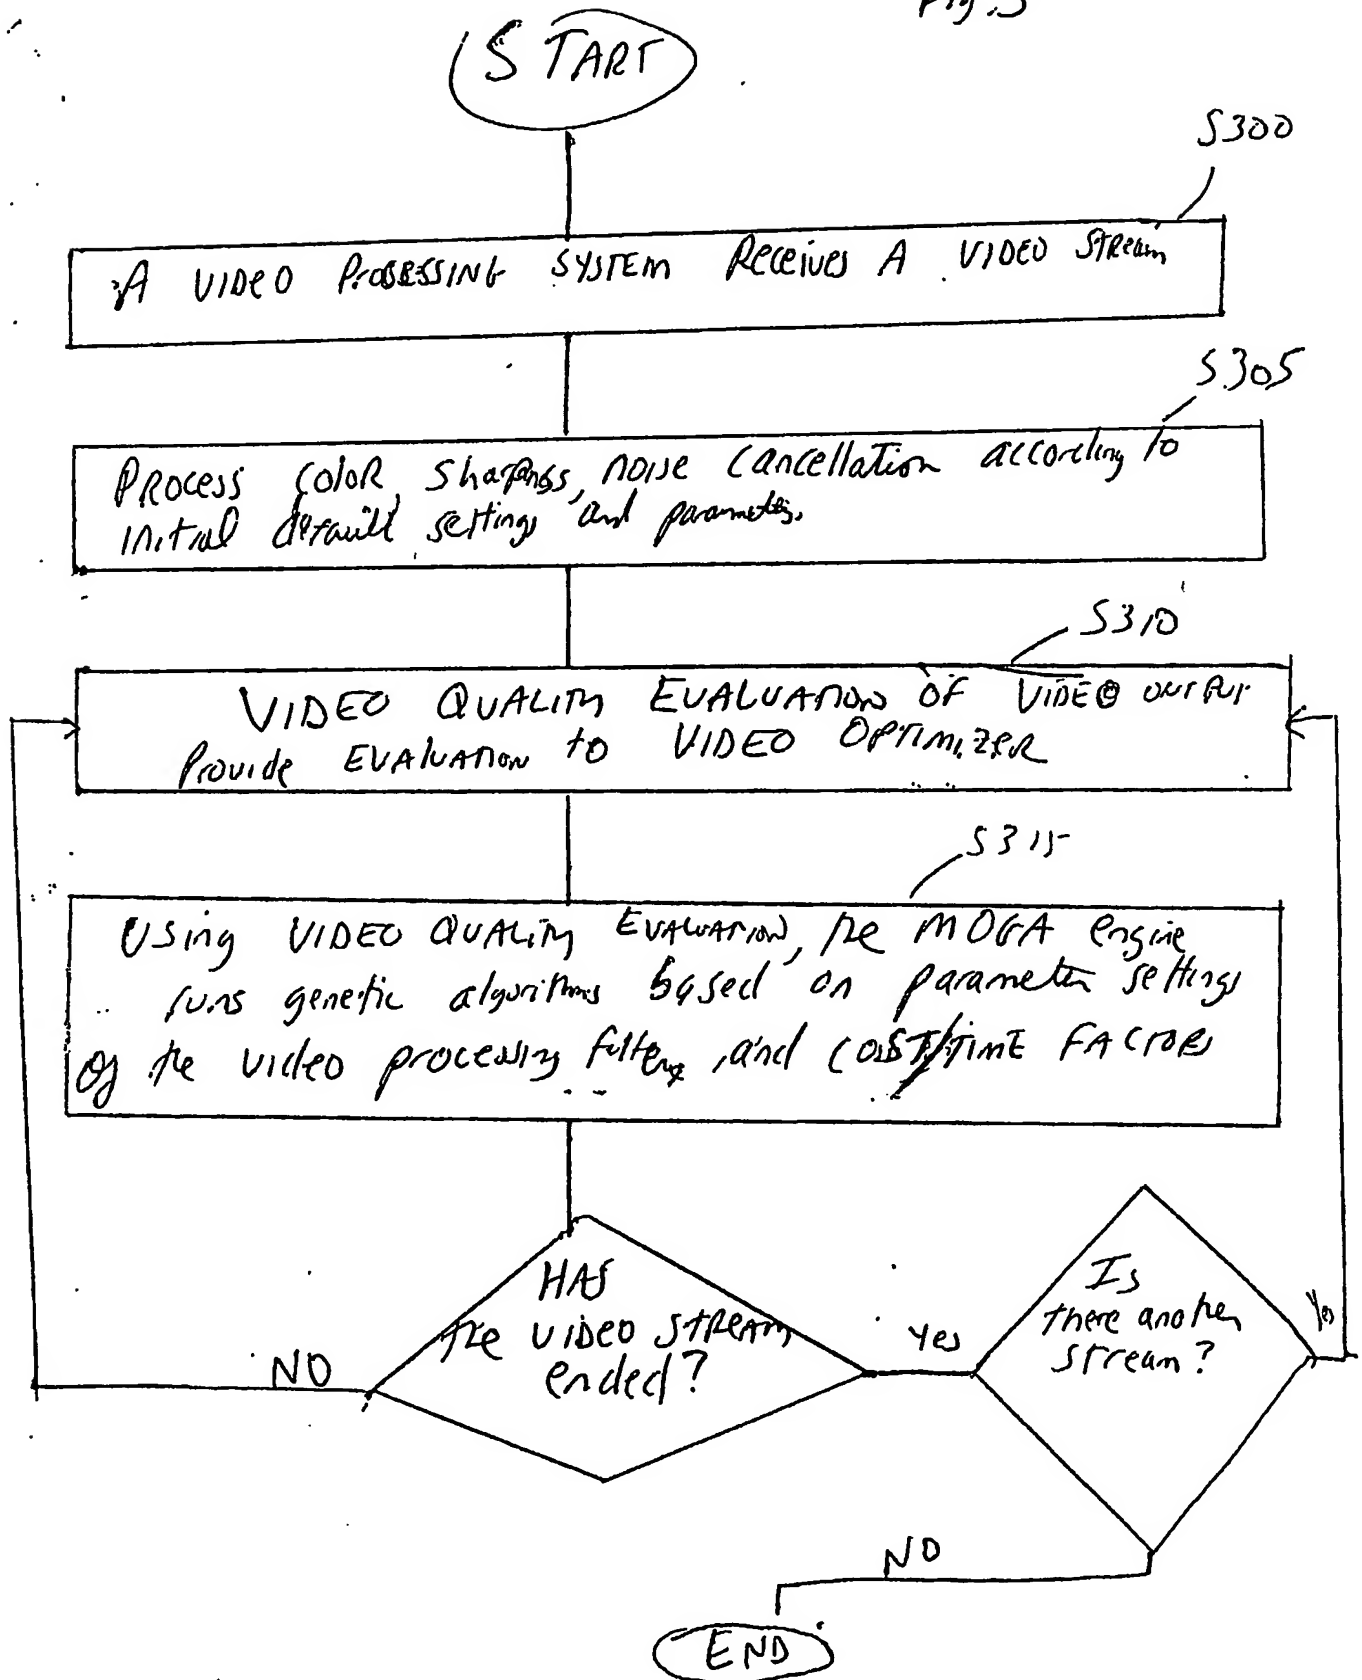 Fig. 3
START
S300
A VIDEO PROSESSING SYSTEM Receives A VIDEO STReam
S305
PROCESS COLOR, Sharpness, noise cancellation according to
initial default settings and parameters.
S310
VIDEO QUALITY EVALUATION OF VIDEO OUTPUT
Provide EVALUATION to VIDEO OPTIMIZER
S315
Using VIDEO QUALITY EVALUATION, the MOGA engine
runs genetic algorithms based on parameter settings
of the video processing filters, and COST/TIME FACTORS
HAS
the VIDEO STREAM
ended?
NO
Yes
Is
there another
stream?
Yes
NO
END